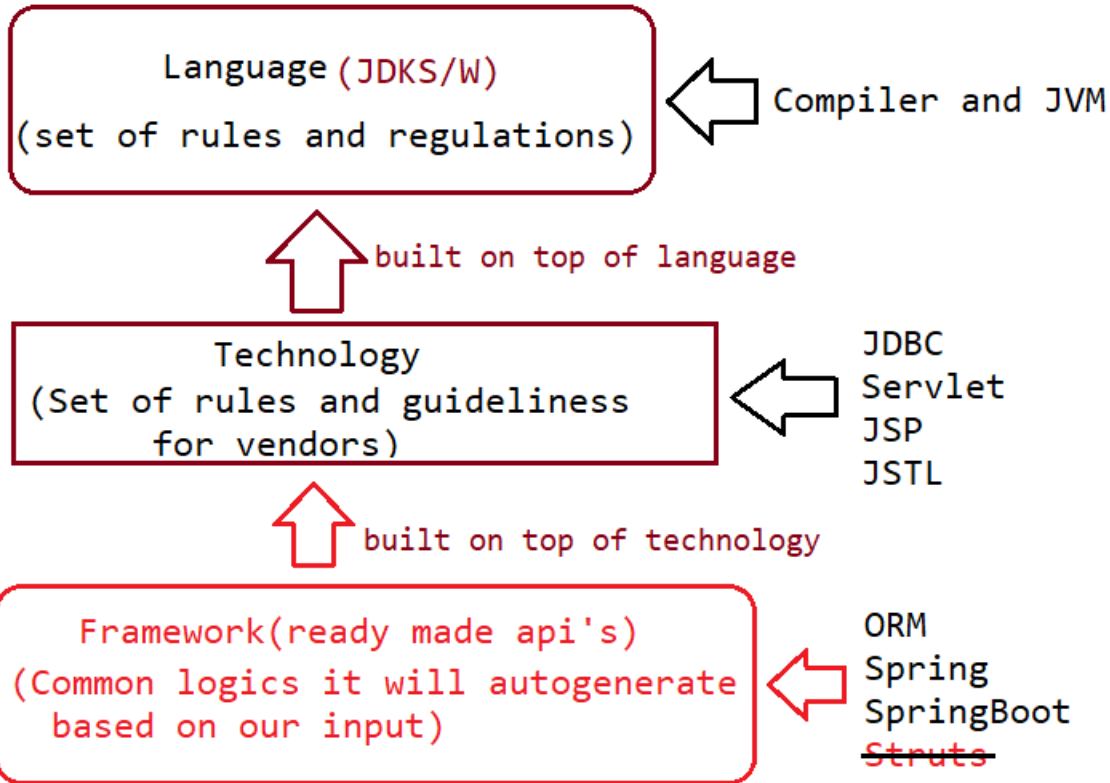 Language (JDKS/W)
(set of rules and regulations)
Compiler and JVM
built on top of language
Technology
(Set of rules and guideliness
for vendors)
JDBC
Servlet
JSP
JSTL
built on top of technology
Framework(ready made api's)
(Common logics it will autogenerate
based on our input)
ORM
Spring
SpringBoot
Struts